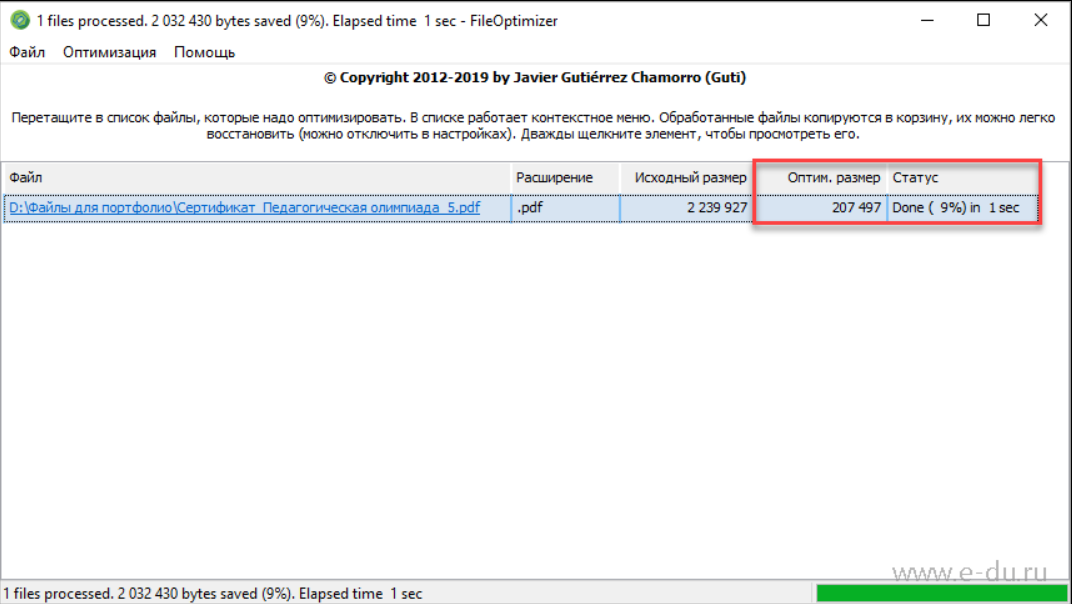 1 files processed. 2 032 430 bytes saved (9%). Elapsed time 1 sec - FileOptimizer
Файл Оптимизация Помощь
© Copyright 2012-2019 by Javier Gutiérrez Chamorro (Guti)
Перетащите в список файлы, которые надо оптимизировать. В списке работает контекстное меню. Обработанные файлы копируются в корзину, их можно легко
восстановить (можно отключить в настройках). Дважды щелкните элемент, чтобы просмотреть его.
Файл Расширение Исходный размер Оптим. размер Статус
D:\Файлы для портфолио\Сертификат_Педагогическая олимпиада_5.pdf .pdf 2 239 927 207 497 Done ( 9%) in 1 sec
www.e-du.ru
1 files processed. 2 032 430 bytes saved (9%). Elapsed time 1 sec